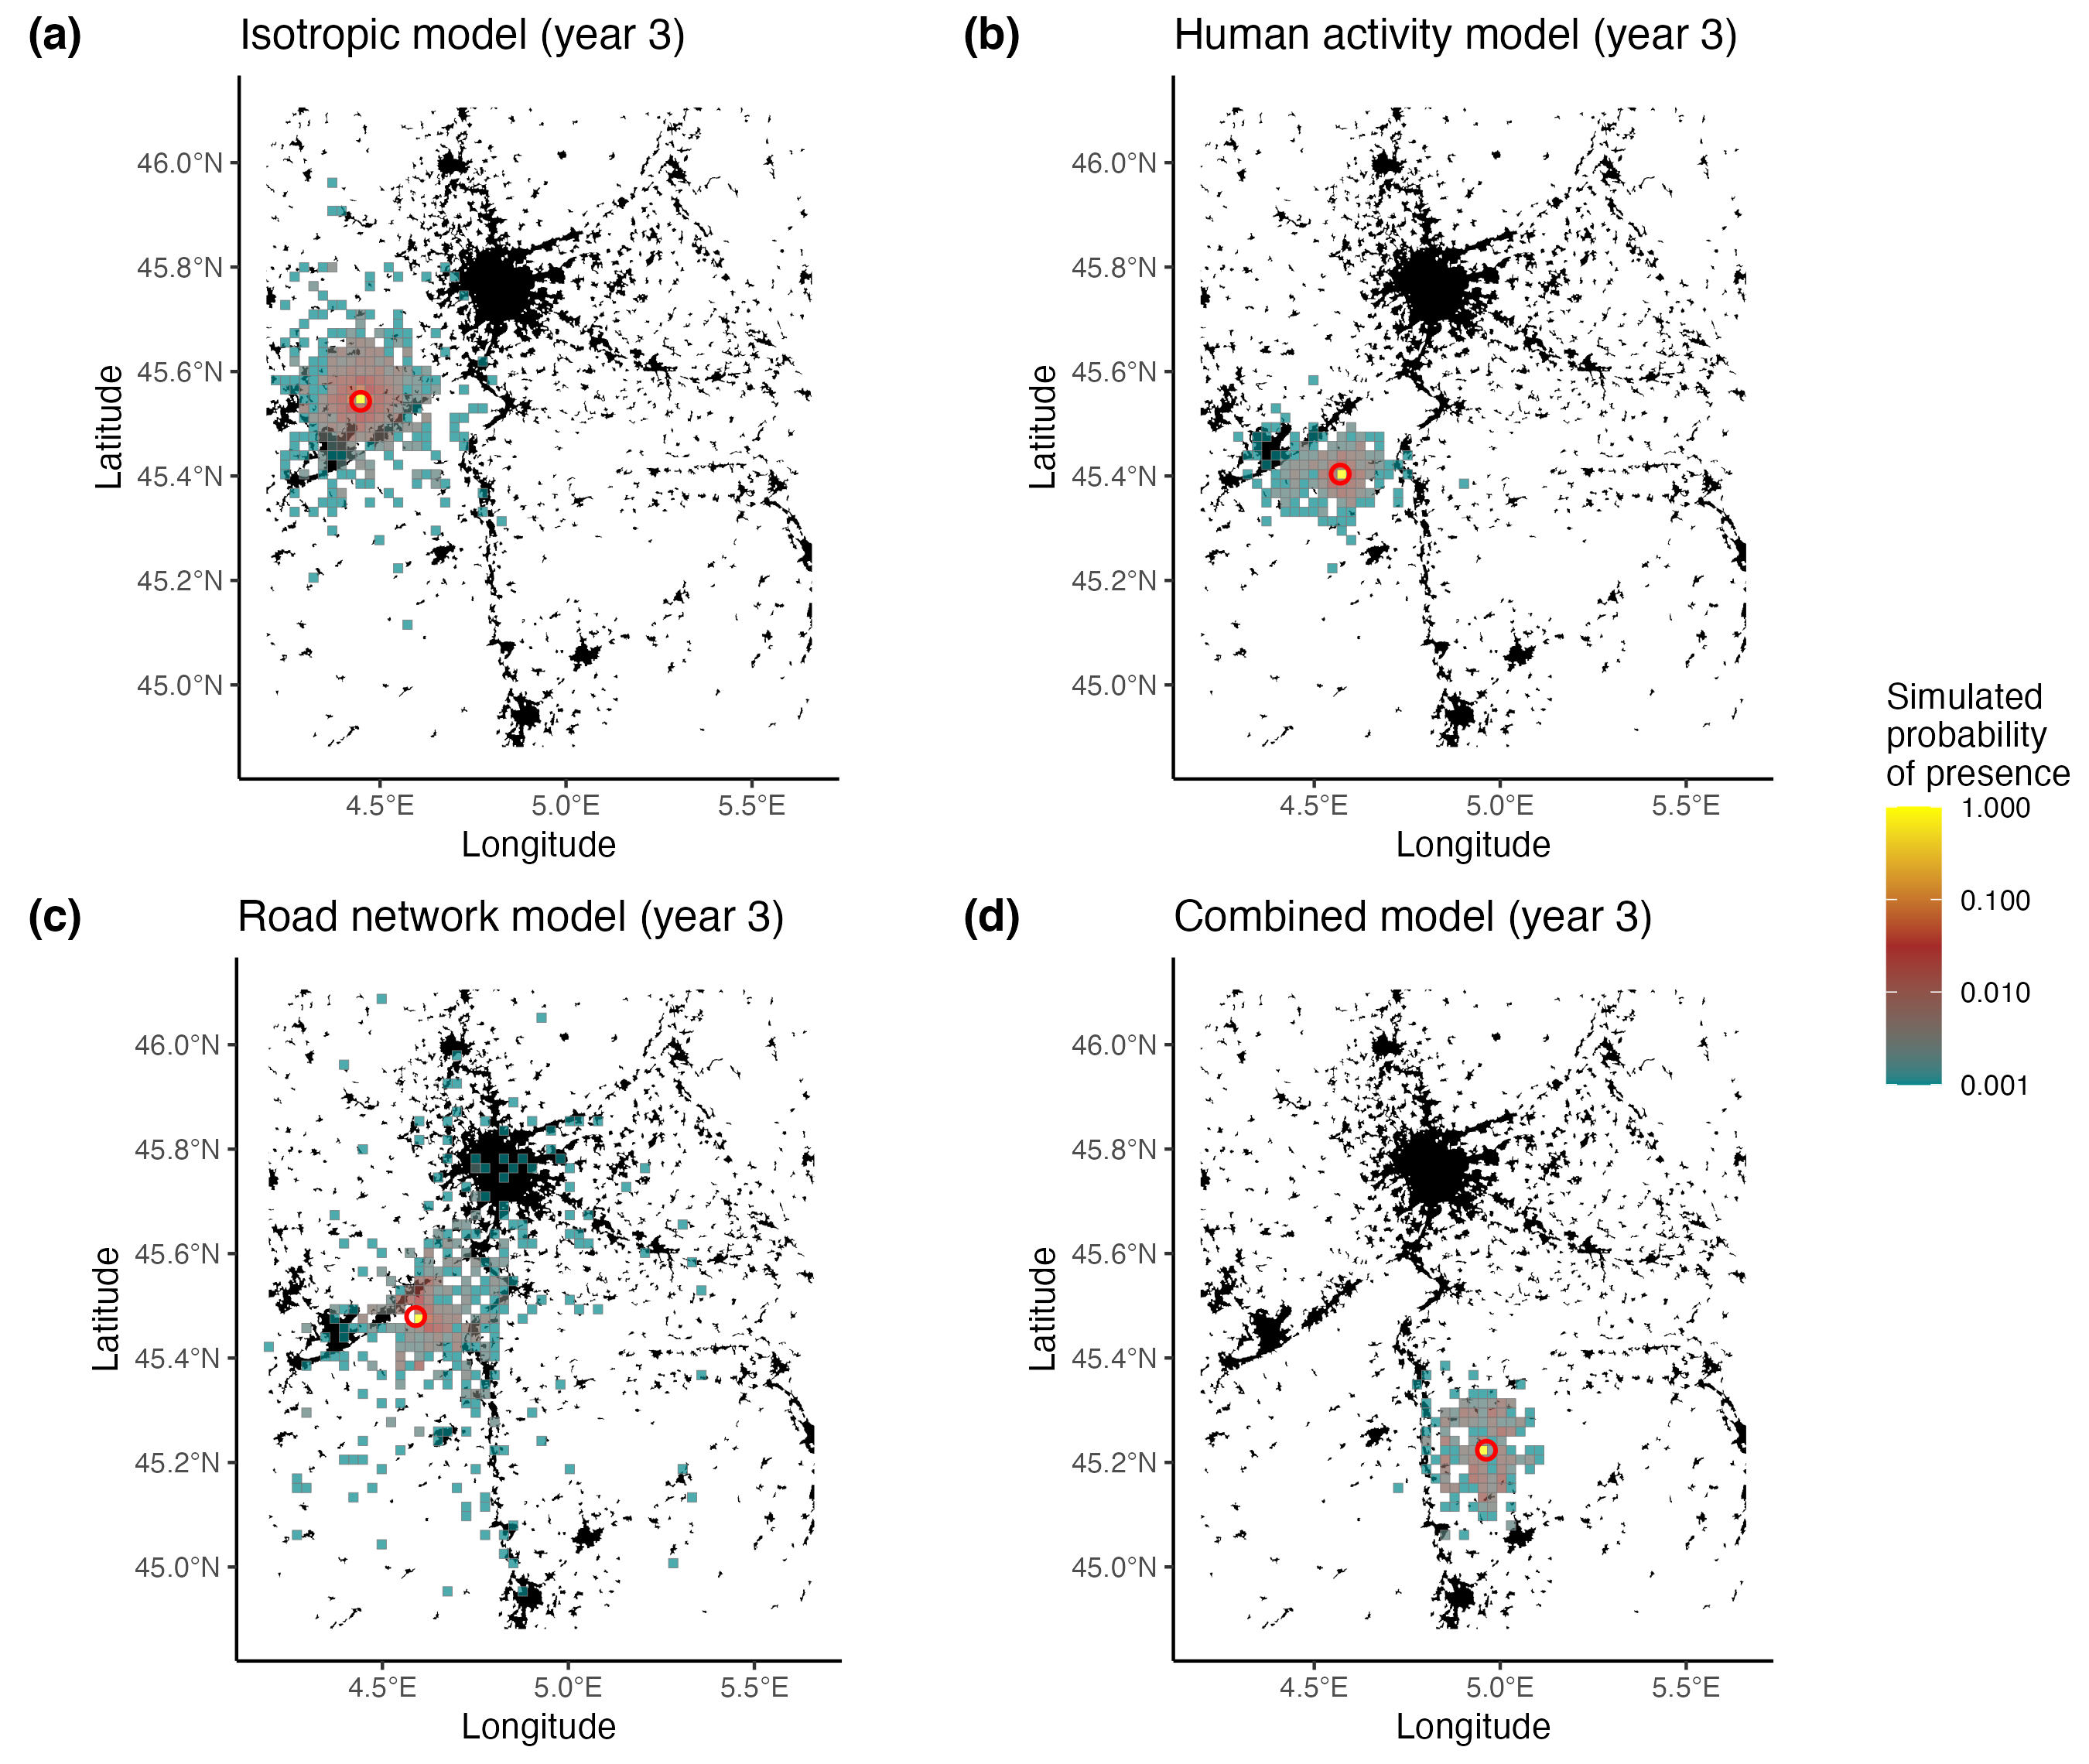 (a) Isotropic model (year 3)
46.0°N
45.8°N
45.6°N
45.4°N
45.2°N
45.0°N
Latitude
4.5°E 5.0°E 5.5°E
Longitude
(b) Human activity model (year 3)
46.0°N
45.8°N
45.6°N
45.4°N
45.2°N
45.0°N
Latitude
4.5°E 5.0°E 5.5°E
Longitude
(c) Road network model (year 3)
46.0°N
45.8°N
45.6°N
45.4°N
45.2°N
45.0°N
Latitude
4.5°E 5.0°E 5.5°E
Longitude
(d) Combined model (year 3)
46.0°N
45.8°N
45.6°N
45.4°N
45.2°N
45.0°N
Latitude
4.5°E 5.0°E 5.5°E
Longitude
Simulated
probability
of presence
1.000
0.100
0.010
0.001